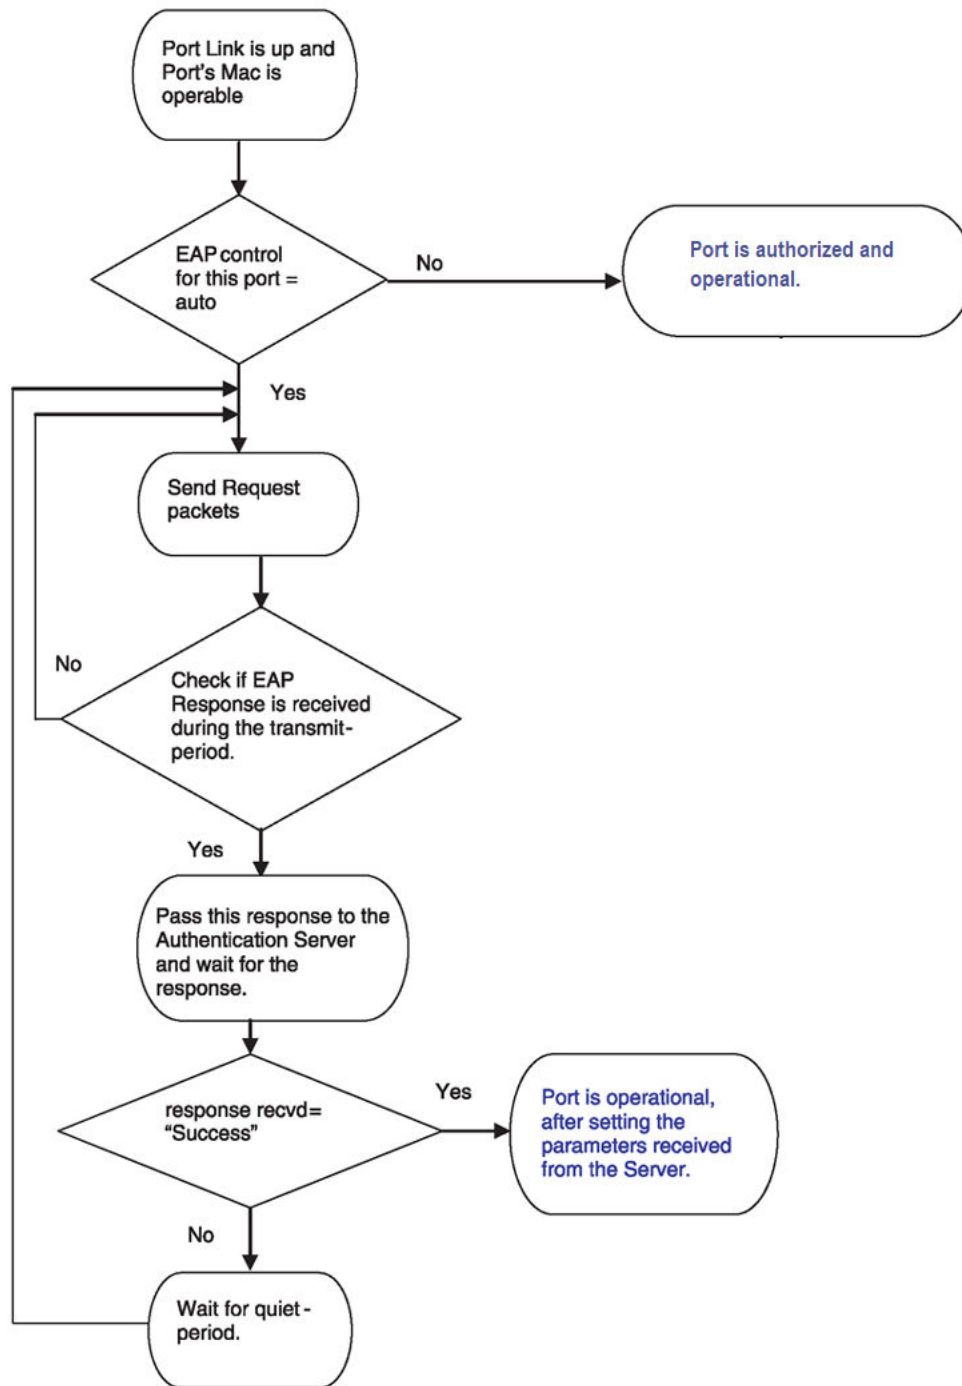 Port Link is up and
Port's Mac is
operable
EAP control
for this port =
auto
No
Port is authorized and
operational.
Yes
Send Request
packets
No
Check if EAP
Response is received
during the transmit-
period.
Yes
Pass this response to the
Authentication Server
and wait for the
response.
response recvd=
“Success”
Yes
Port is operational,
after setting the
parameters received
from the Server.
No
Wait for quiet-
period.